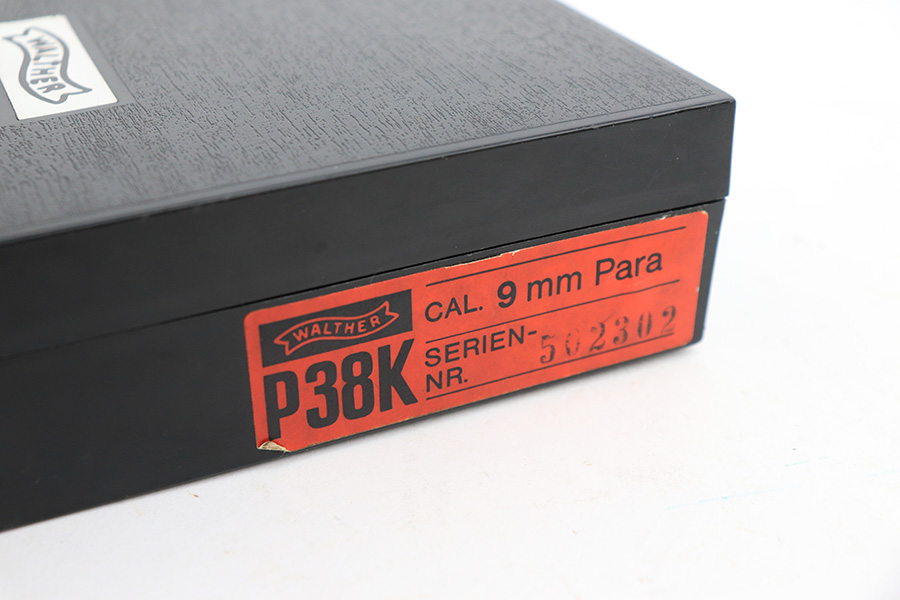 WALTHER
WALTHER
P38K
CAL. 9 mm Para
SERIEN-
NR. 502302